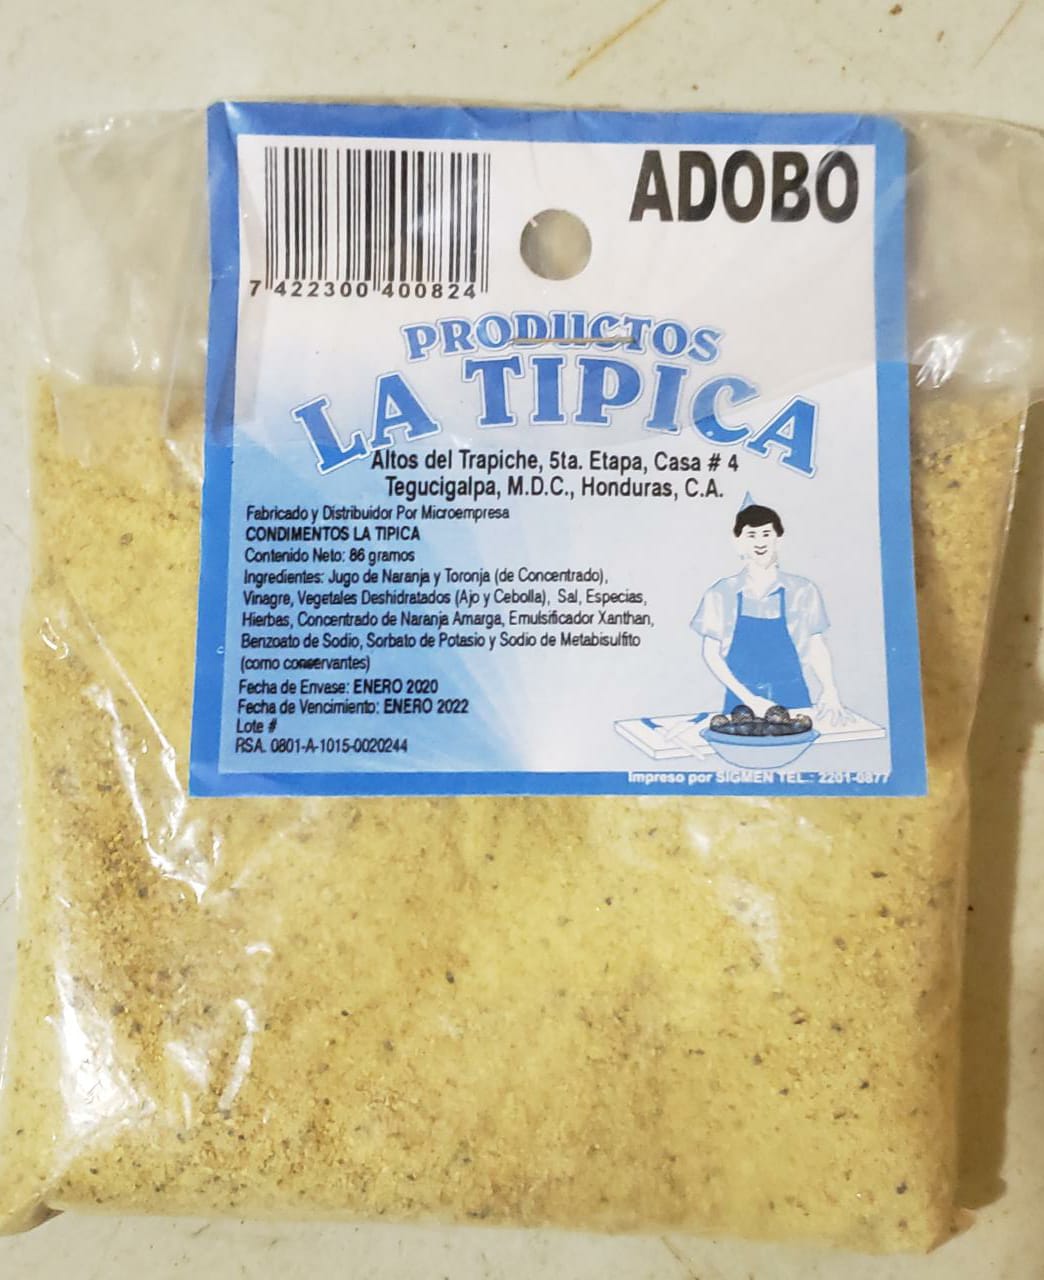 ADOBO
7 422300 400824
PRODUCTOS
LA TIPICA
Altos del Trapiche, 5ta. Etapa, Casa # 4
Tegucigalpa, M.D.C., Honduras, C.A.
Fabricado y Distribuidor Por Microempresa
CONDIMENTOS LA TIPICA
Contenido Neto: 86 gramos
Ingredientes: Jugo de Naranja y Toronja (de Concentrado),
Vinagre, Vegetales Deshidratados (Ajo y Cebolla), Sal, Especias,
Hierbas, Concentrado de Naranja Amarga, Emulsificador Xanthan,
Benzoato de Sodio, Sorbato de Potasio y Sodio de Metabisulfito
(como conservantes)
Fecha de Envase: ENERO 2020
Fecha de Vencimiento: ENERO 2022
Lote #
RSA. 0801-A-1015-0020244
Impreso por SIGMEN TEL.: 2201-0877